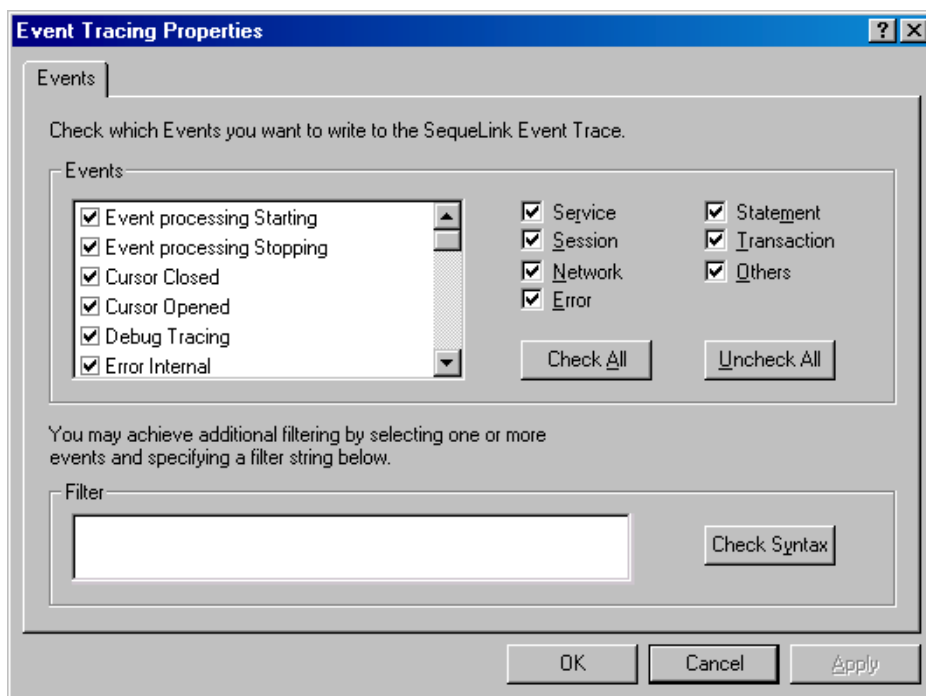 Event Tracing Properties
Events
Check which Events you want to write to the SequeLink Event Trace.
Events
Event processing Starting
Event processing Stopping
Cursor Closed
Cursor Opened
Debug Tracing
Error Internal
Service
Session
Network
Error
Statement
Transaction
Others
Check All
Uncheck All
You may achieve additional filtering by selecting one or more
events and specifying a filter string below.
Filter
Check Syntax
OK
Cancel
Apply